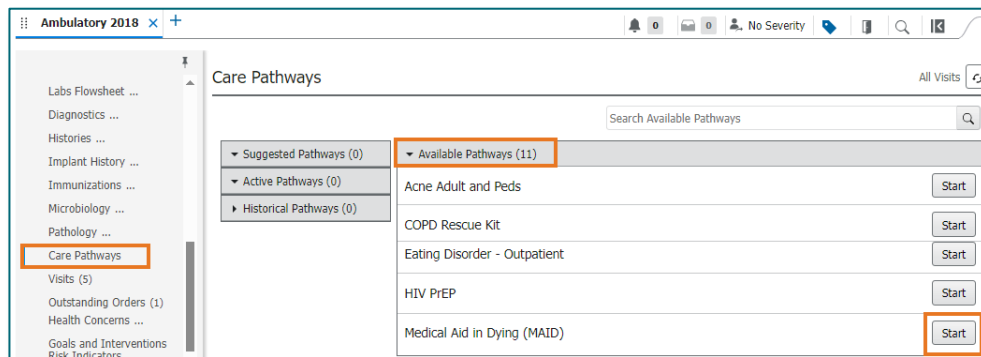 Ambulatory 2018 × +
0 0 No Severity
Labs Flowsheet ...
Diagnostics ...
Histories ...
Implant History ...
Immunizations ...
Microbiology ...
Pathology ...
Care Pathways
Visits (5)
Outstanding Orders (1)
Health Concerns ...
Goals and Interventions
Risk Indicators
Care Pathways
All Visits
Search Available Pathways
Suggested Pathways (0)
Active Pathways (0)
Historical Pathways (0)
Available Pathways (11)
Acne Adult and Peds Start
COPD Rescue Kit Start
Eating Disorder - Outpatient Start
HIV PrEP Start
Medical Aid in Dying (MAID) Start